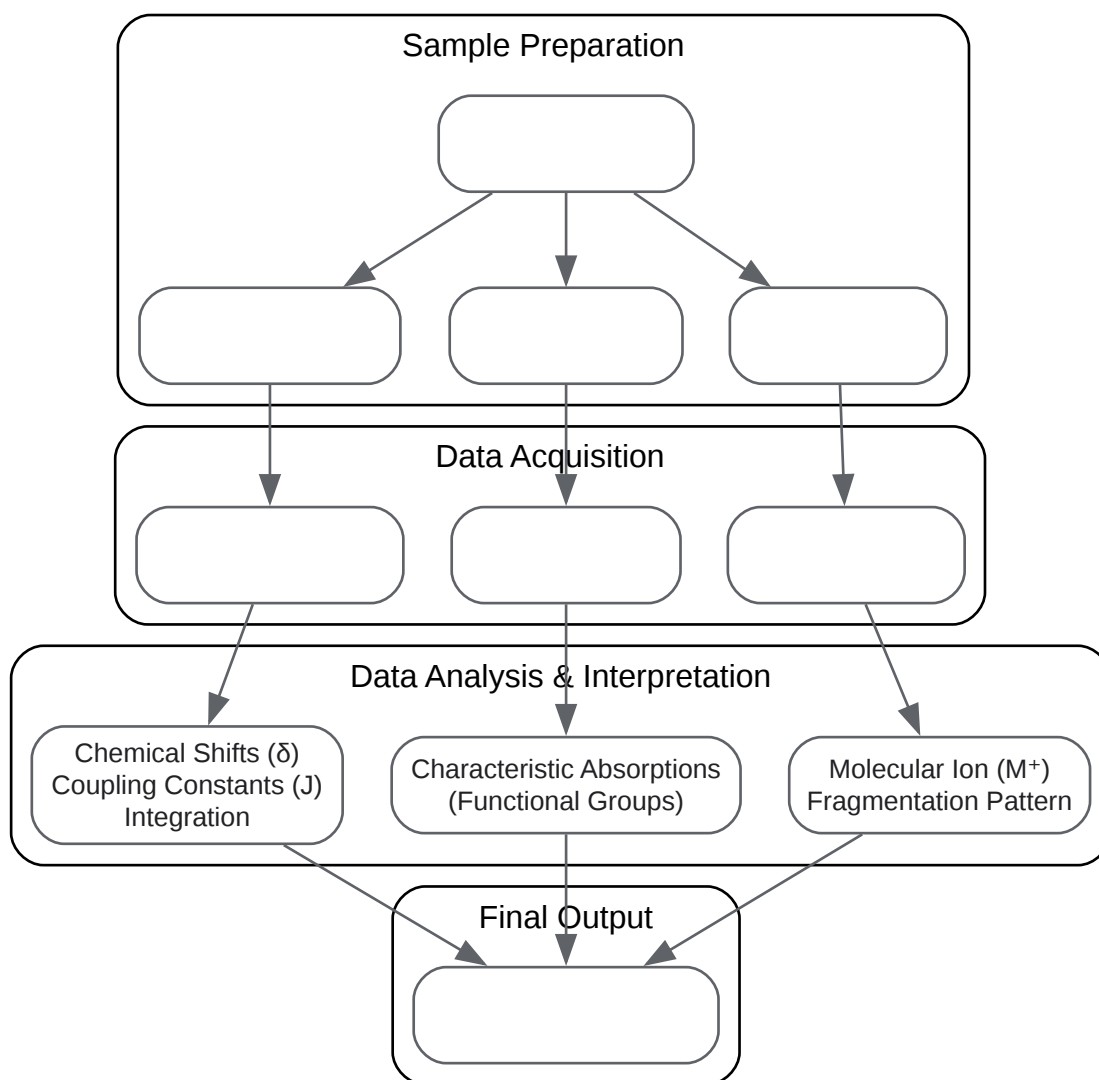 Sample Preparation
Data Acquisition
Data Analysis & Interpretation
Chemical Shifts (δ)
Coupling Constants (J)
Integration
Characteristic Absorptions
(Functional Groups)
Molecular Ion (M⁺)
Fragmentation Pattern
Final Output